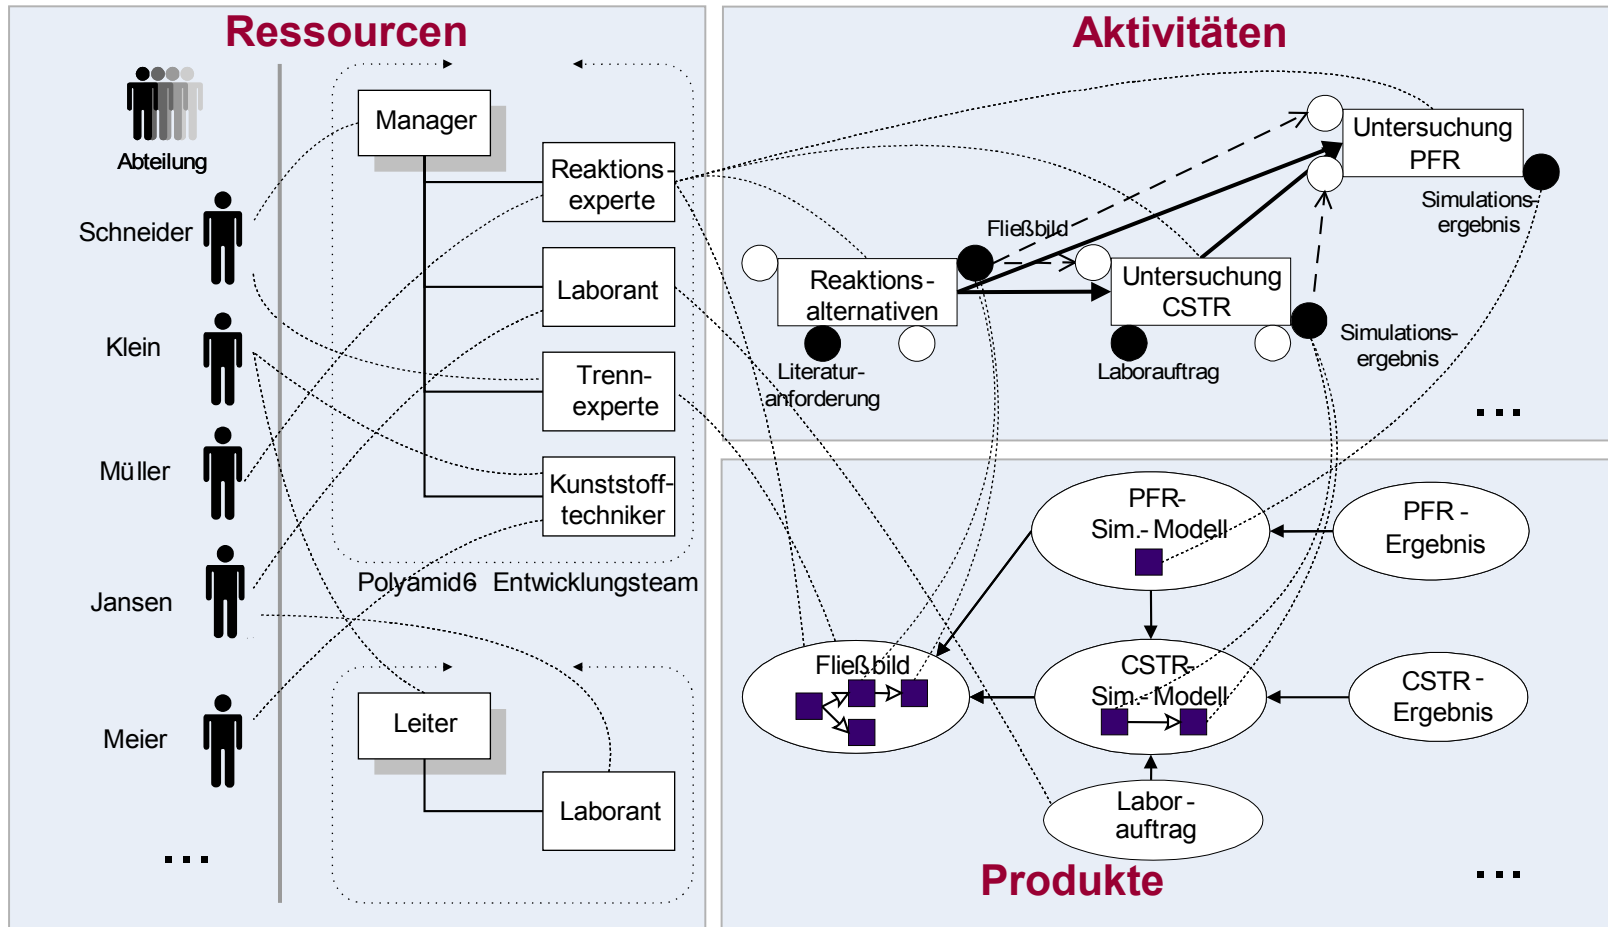 Ressourcen
Abteilung
Schneider
Klein
Müller
Jansen
Meier
...
Manager
Reaktions-
experte
Laborant
Trenn-
experte
Kunststoff-
techniker
Polyamid6 Entwicklungsteam
Leiter
Laborant
Aktivitäten
Untersuchung
PFR
Simulations-
ergebnis
Fließbild
Reaktions-
alternativen
Untersuchung
CSTR
Simulations-
ergebnis
Literatur-
anforderung
Laborauftrag
...
PFR-
Sim.-Modell
PFR-
Ergebnis
Fließbild
CSTR-
Sim.-Modell
CSTR-
Ergebnis
Labor-
auftrag
Produkte
...